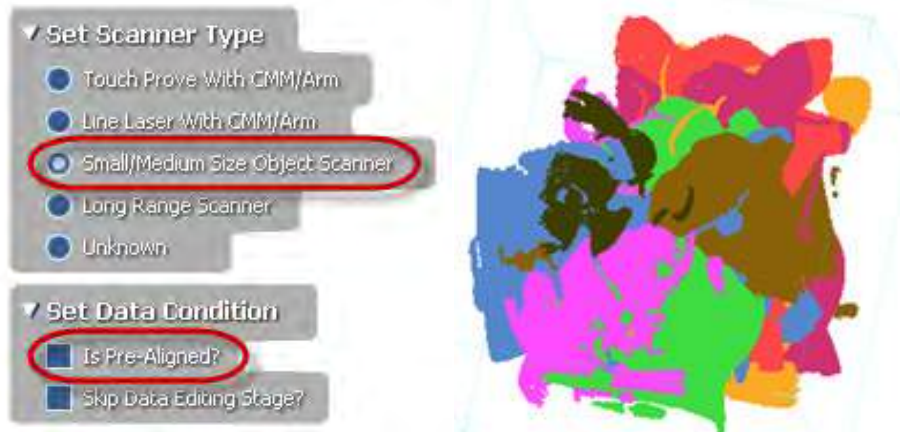 Set Scanner Type
Touch Prove With CMM/Arm
Line Laser With CMM/Arm
Small/Medium Size Object Scanner
Long Range Scanner
Unknown
Set Data Condition
Is Pre-Aligned?
Skip Data Editing Stage?